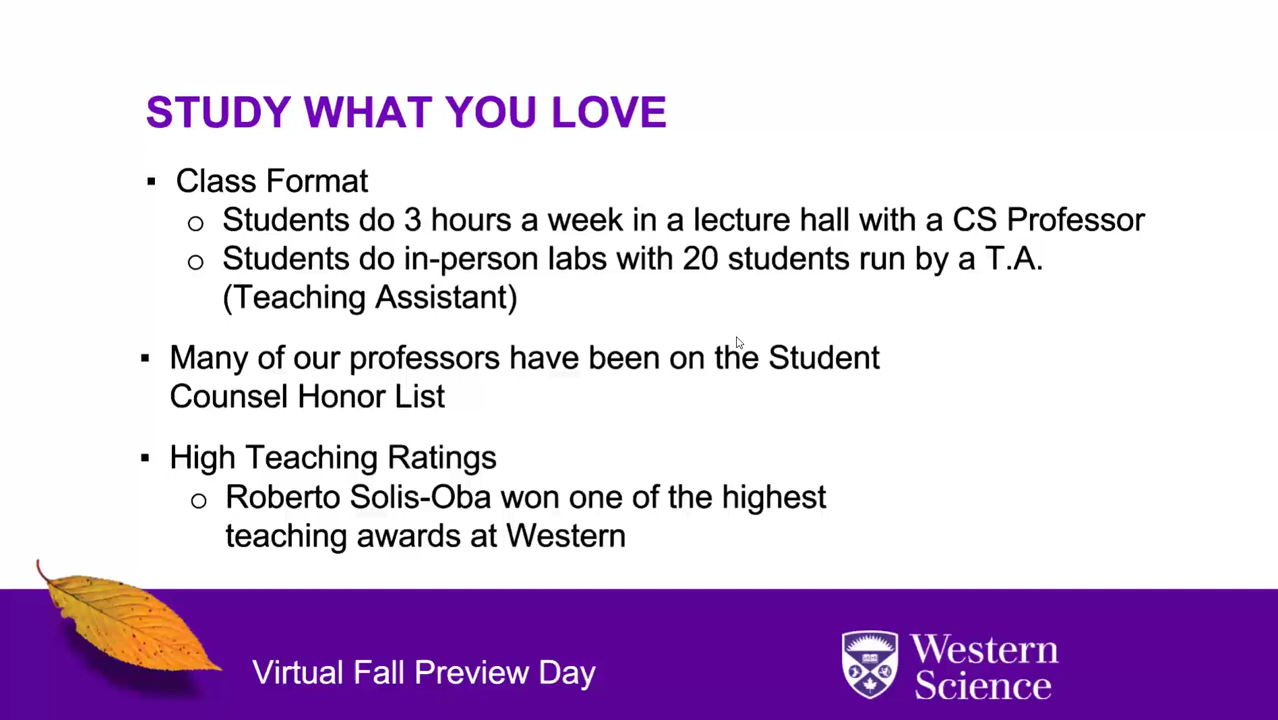 STUDY WHAT YOU LOVE
▪ Class Format
o Students do 3 hours a week in a lecture hall with a CS Professor
o Students do in-person labs with 20 students run by a T.A.
(Teaching Assistant)
▪ Many of our professors have been on the Student
Counsel Honor List
▪ High Teaching Ratings
o Roberto Solis-Oba won one of the highest
teaching awards at Western
Virtual Fall Preview Day
Western
Science